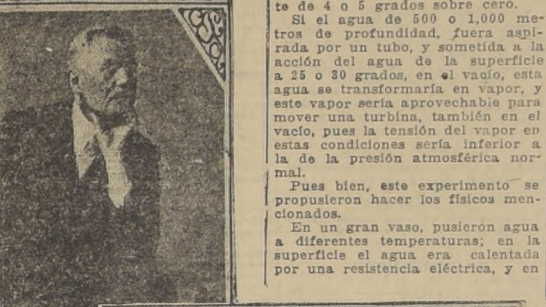 te de 4 o 5 grados sobre cero.
Si el agua de 500 o 1,000 me-
tros de profundidad, fuera aspi-
rada por un tubo, y sometida a la
acción del agua de la superficie
a 25 o 30 grados, en el vacío, esta
agua se transformaría en vapor, y
este vapor sería aprovechable para
mover una turbina, también en el
vacío, pues la tensión del vapor en
estas condiciones sería inferior a
la de la presión atmosférica nor-
mal.
Pues bien, este experimento se
propusieron hacer los físicos men-
cionados.
En un gran vaso, pusieron agua
a diferentes temperaturas; en la
superficie el agua era calentada
por una resistencia eléctrica, y en